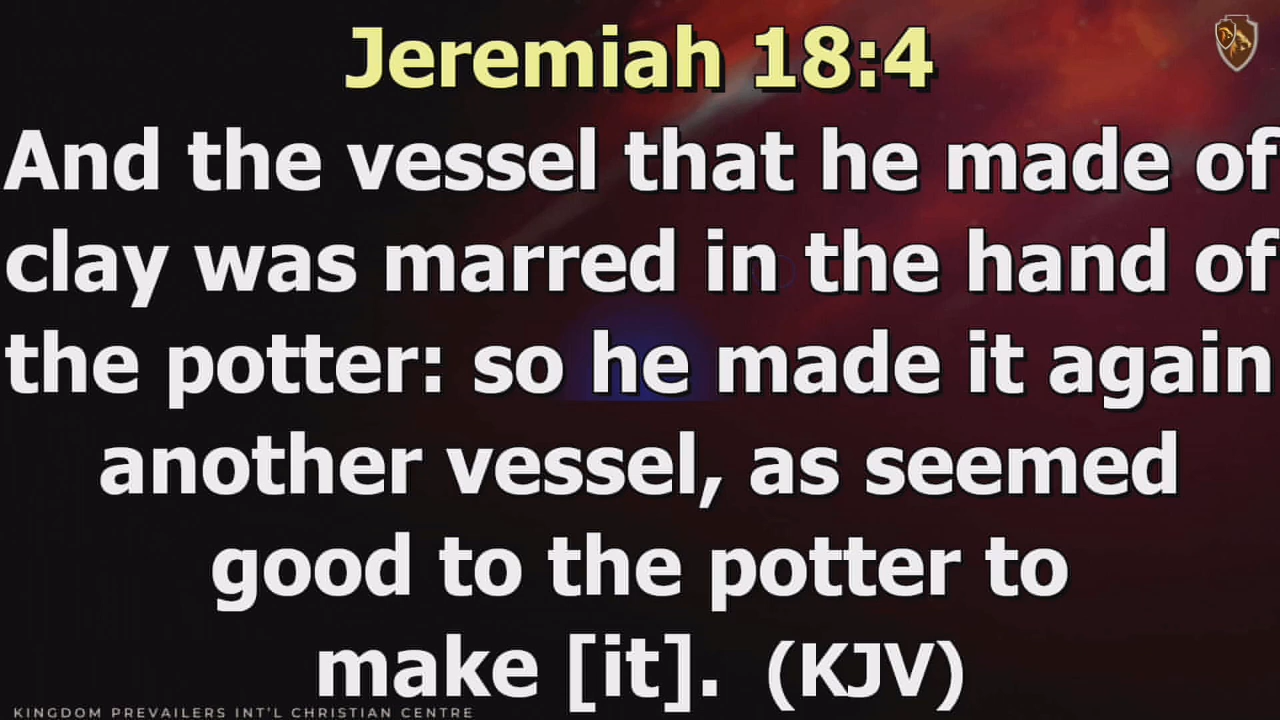 Jeremiah 18:4
And the vessel that he made of
clay was marred in the hand of
the potter: so he made it again
another vessel, as seemed
good to the potter to
make [it]. (KJV)
KINGDOM PREVAILERS INT'L CHRISTIAN CENTRE